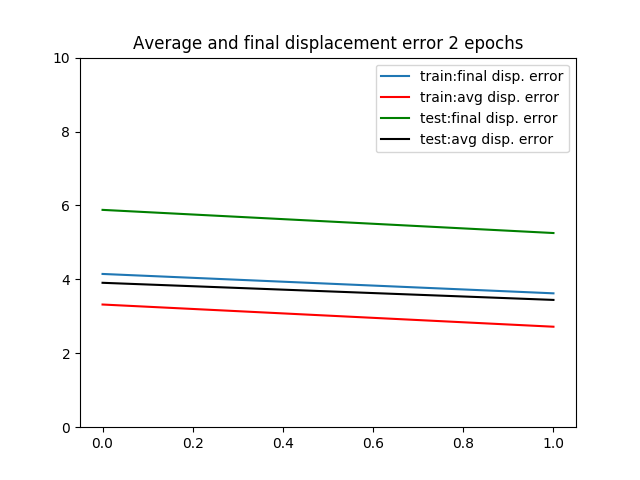 Average and final displacement error 2 epochs
train:final disp. error
train:avg disp. error
test:final disp. error
test:avg disp. error
10
8
6
4
2
0
0.0 0.2 0.4 0.6 0.8 1.0